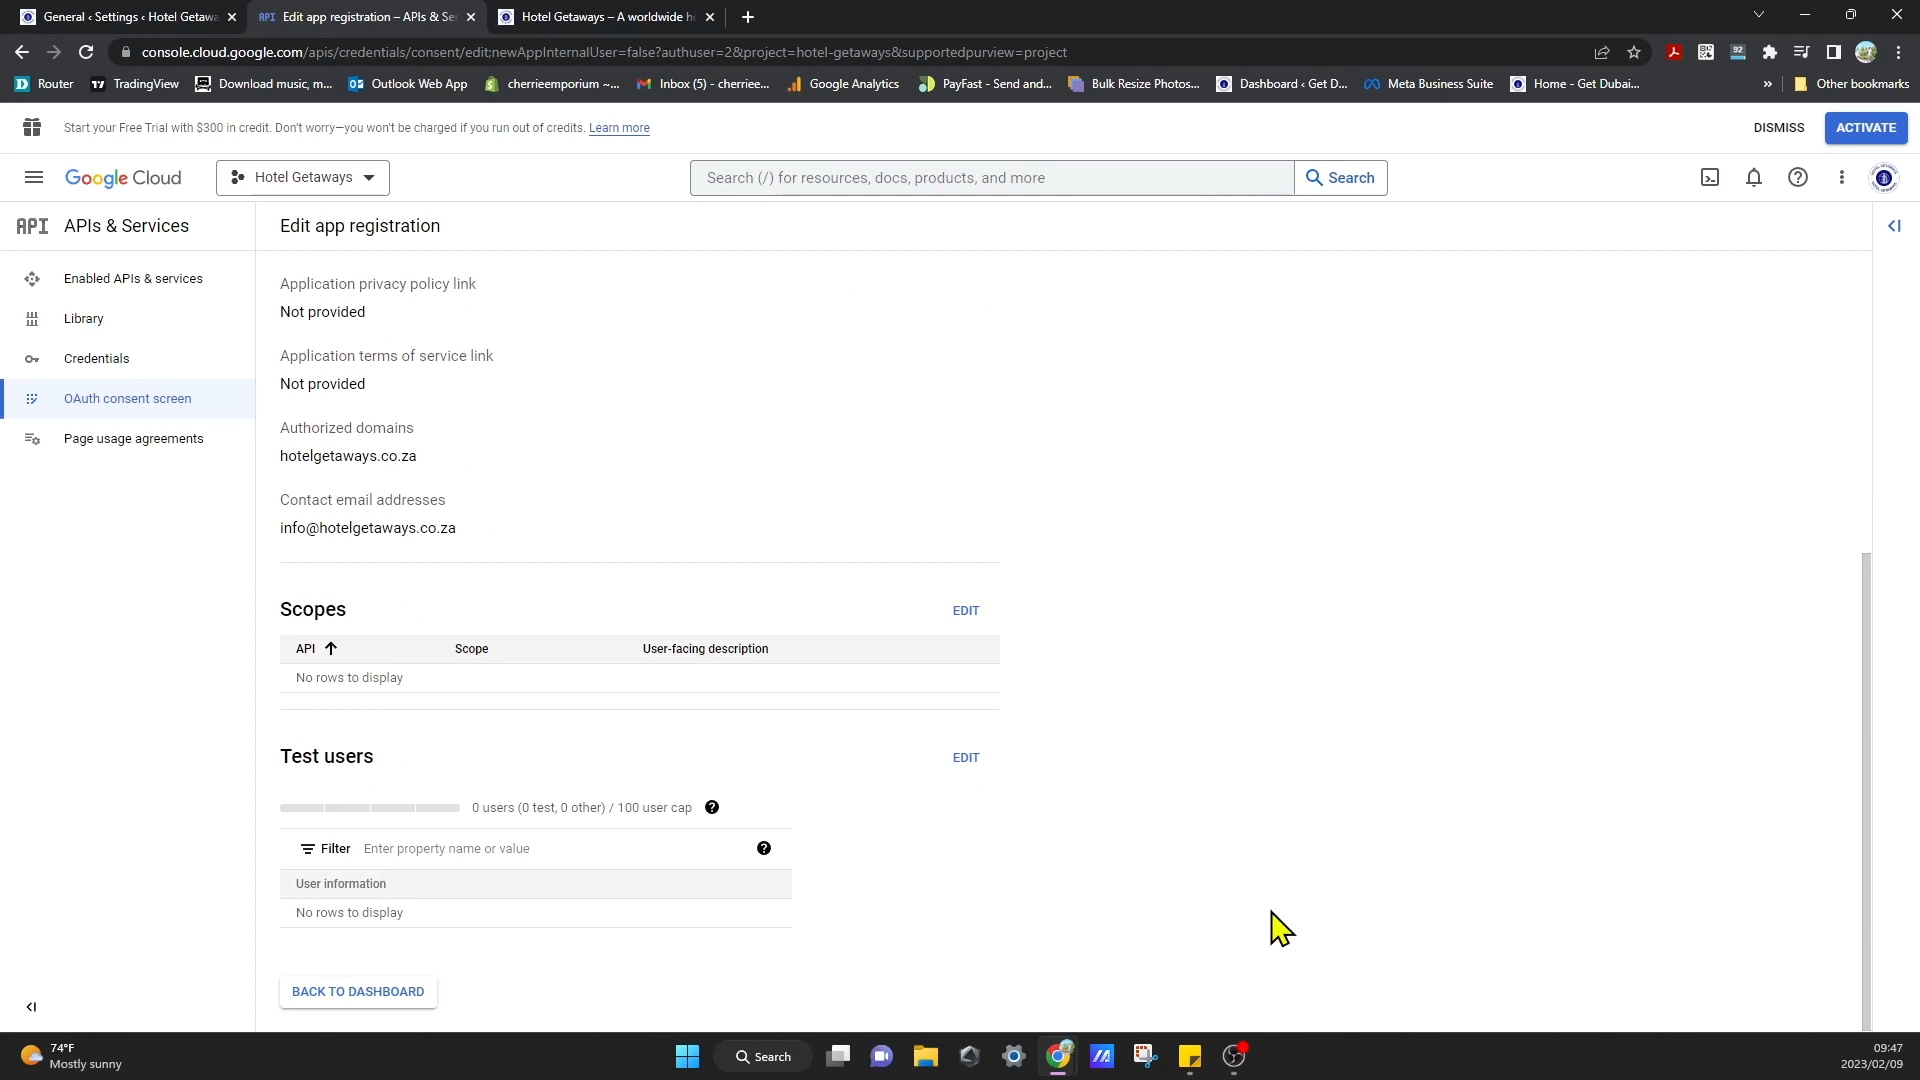 General ‹ Settings ‹ Hotel Getawa
Edit app registration – APIs & Ser
Hotel Getaways – A worldwide h
console.cloud.google.com/apis/credentials/consent/edit;newAppInternalUser=false?authuser=2&project=hotel-getaways&supportedpurview=project
92
Router
TradingView
Download music, m...
Outlook Web App
cherrieemporium ~...
Inbox (5) - cherriee...
Google Analytics
PayFast - Send and...
Bulk Resize Photos...
Dashboard ‹ Get D...
Meta Business Suite
Home - Get Dubai...
»
Other bookmarks
Start your Free Trial with $300 in credit. Don't worry—you won't be charged if you run out of credits. Learn more
DISMISS
ACTIVATE
Google Cloud
Hotel Getaways
Search (/) for resources, docs, products, and more
Search
API APIs & Services
Edit app registration
Enabled APIs & services
Library
Credentials
OAuth consent screen
Page usage agreements
Application privacy policy link
Not provided
Application terms of service link
Not provided
Authorized domains
hotelgetaways.co.za
Contact email addresses
info@hotelgetaways.co.za
Scopes
EDIT
API
Scope
User-facing description
No rows to display
Test users
EDIT
0 users (0 test, 0 other) / 100 user cap
Filter Enter property name or value
User information
No rows to display
BACK TO DASHBOARD
74°F
Mostly sunny
Search
09:47
2023/02/09